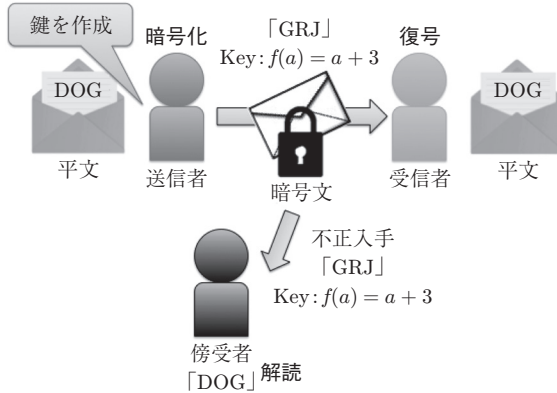 鍵を作成
暗号化
「GRJ」
Key:f(a)=a+3
復号
DOG
DOG
平文
送信者
暗号文
受信者
平文
不正入手
「GRJ」
Key:f(a)=a+3
傍受者
「DOG」解読